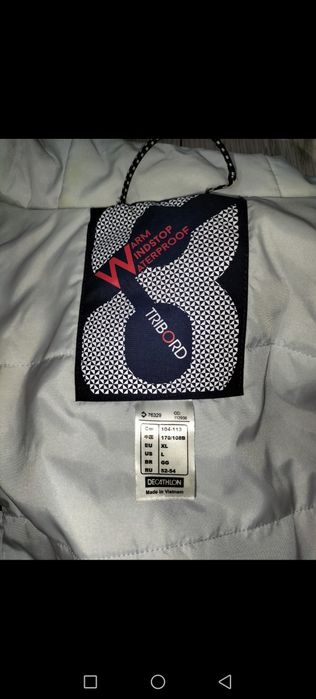 WARM
WINDSTOP
WATERPROOF
TRIBORD
76329 CC:
Cm 104-113
中国 170/108B
EU XL
US L
BR GG
RU 52-54
DECATHLON
Made in Vietnam